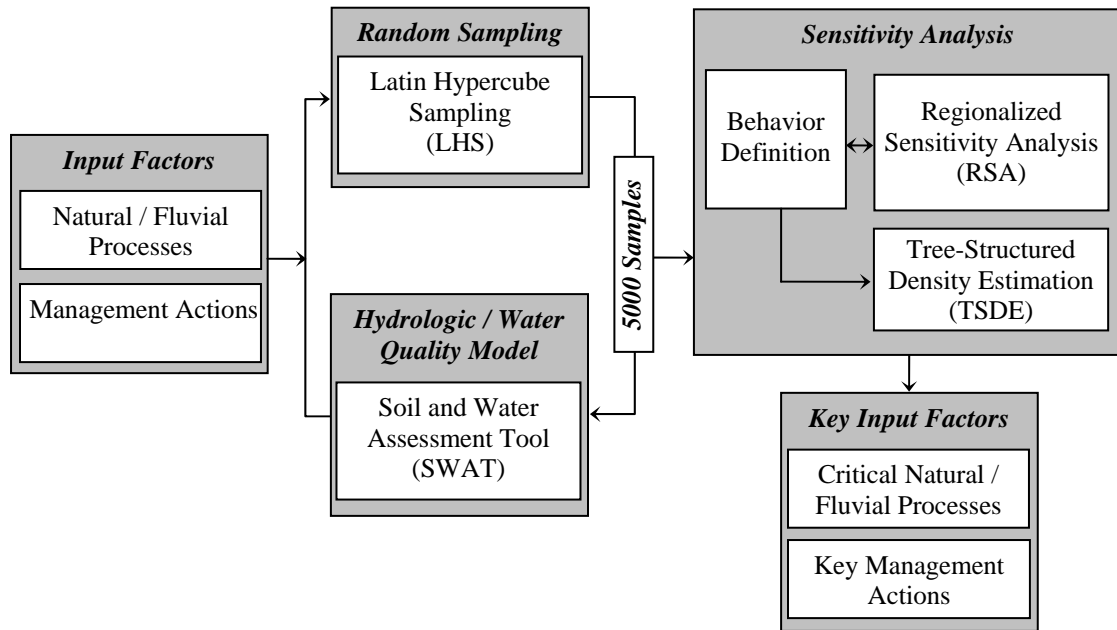 Input Factors
Natural / Fluvial
Processes
Management Actions
Random Sampling
Latin Hypercube
Sampling
(LHS)
Hydrologic / Water
Quality Model
Soil and Water
Assessment Tool
(SWAT)
5000 Samples
Sensitivity Analysis
Behavior
Definition
Regionalized
Sensitivity Analysis
(RSA)
Tree-Structured
Density Estimation
(TSDE)
Key Input Factors
Critical Natural /
Fluvial Processes
Key Management
Actions